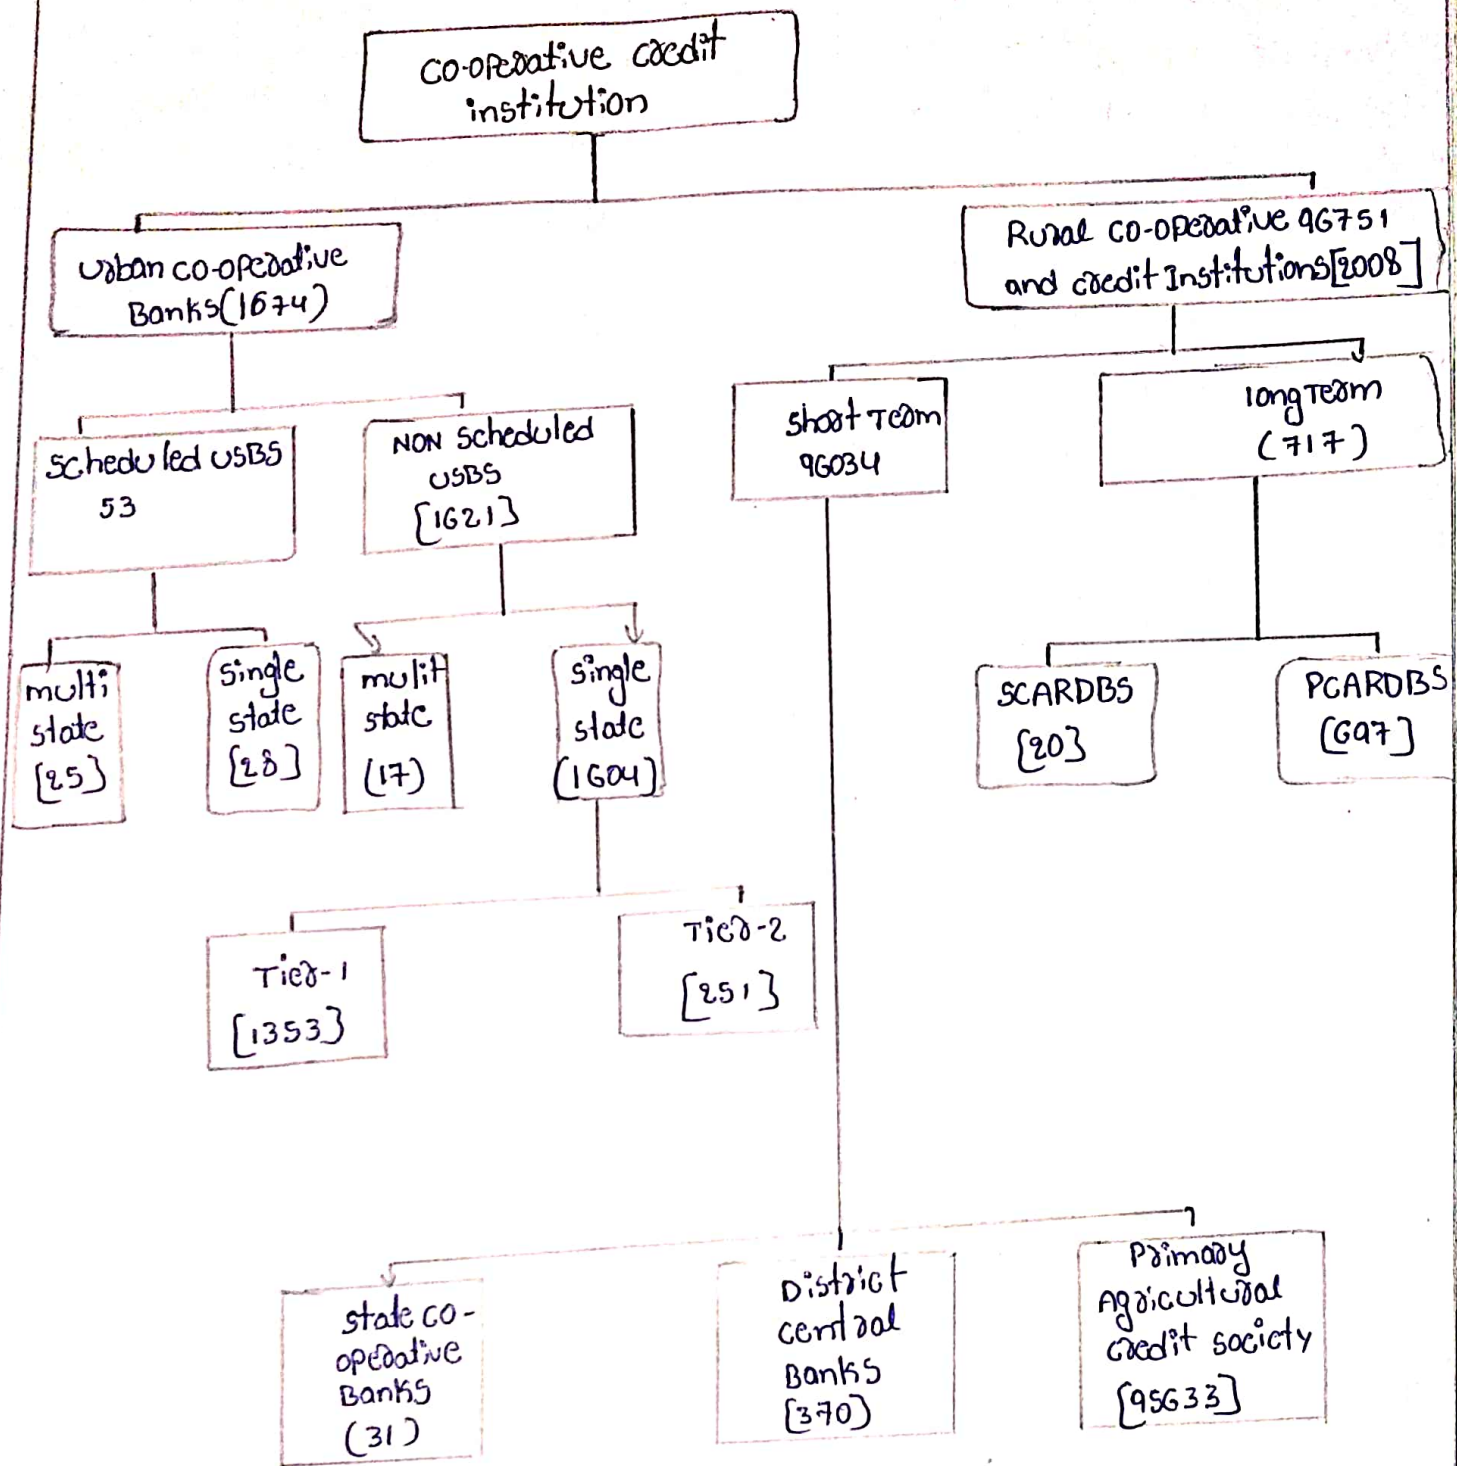 co-operative credit
institution
Rural co-operative 96751
and credit Institutions[2008]
urban co-operative
Banks(1674)
long Term
(717)
short Term
96034
NON scheduled
USBS
[1621]
scheduled USBS
53
multi
state
[25]
single
state
[28]
mulit
state
(17)
single
state
(1604]
SCARDBS
[20]
PCARDBS
[697]
Tier-1
[1353]
Tier-2
[251]
state co-
operative
Banks
(31)
District
central
Banks
[370)
Primary
Agricultural
credit society
[95633]